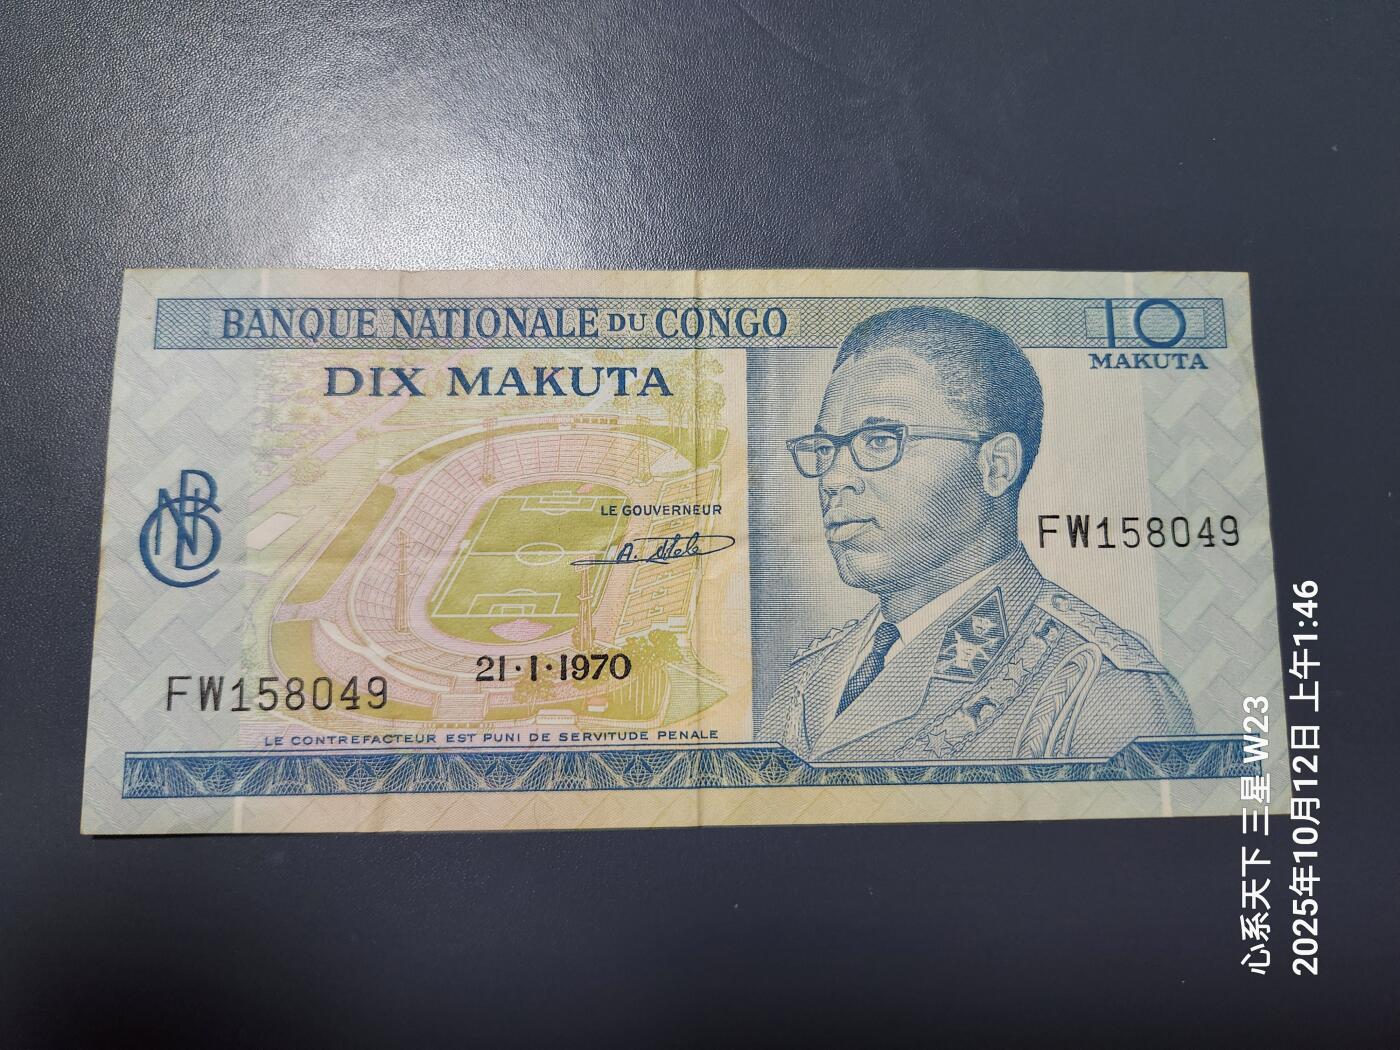 BANQUE NATIONALE DU CONGO
10
MAKUTA
DIX MAKUTA
BNC
LE GOUVERNEUR
FW158049
21·1·1970
FW158049
LE CONTREFACTEUR EST PUNI DE SERVITUDE PENALE
心系天下 三星 W23
2025年10月12日 上午1:46